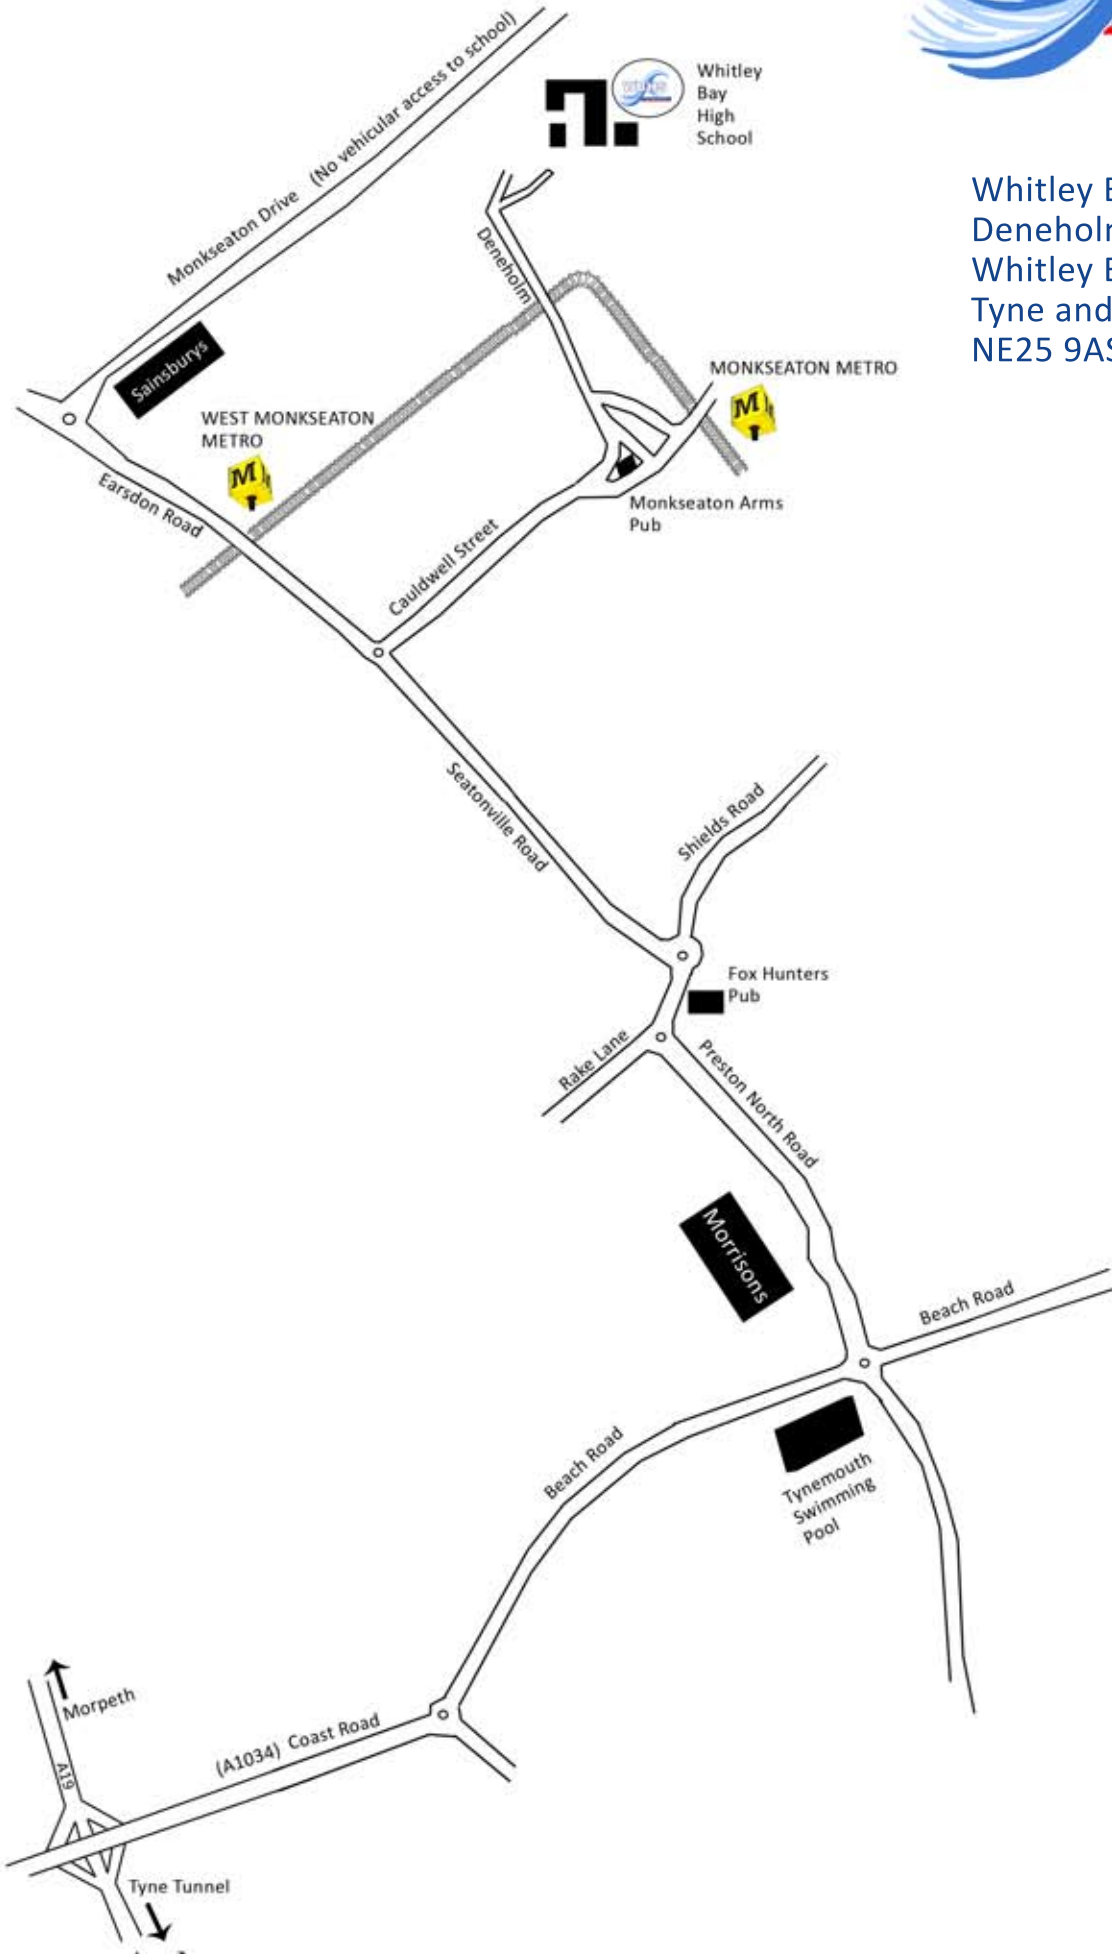 Monkseaton Drive (No vehicular access to school)
Whitley
Bay
High
School
Whitley
Whitley
Tyne and
NE25
Deneholm
Sainsburys
WEST MONKSEATON
METRO
M
MONKSEATON METRO
M
Monkseaton Arms
Pub
Earsdon Road
Cauldwell Street
Seatonville Road
Shields Road
Fox Hunters
Pub
Rake Lane
Preston North Road
Morrisons
Beach Road
Beach Road
Tynemouth
Swimming
Pool
Morpeth
A19
(A1034) Coast Road
Tyne Tunnel